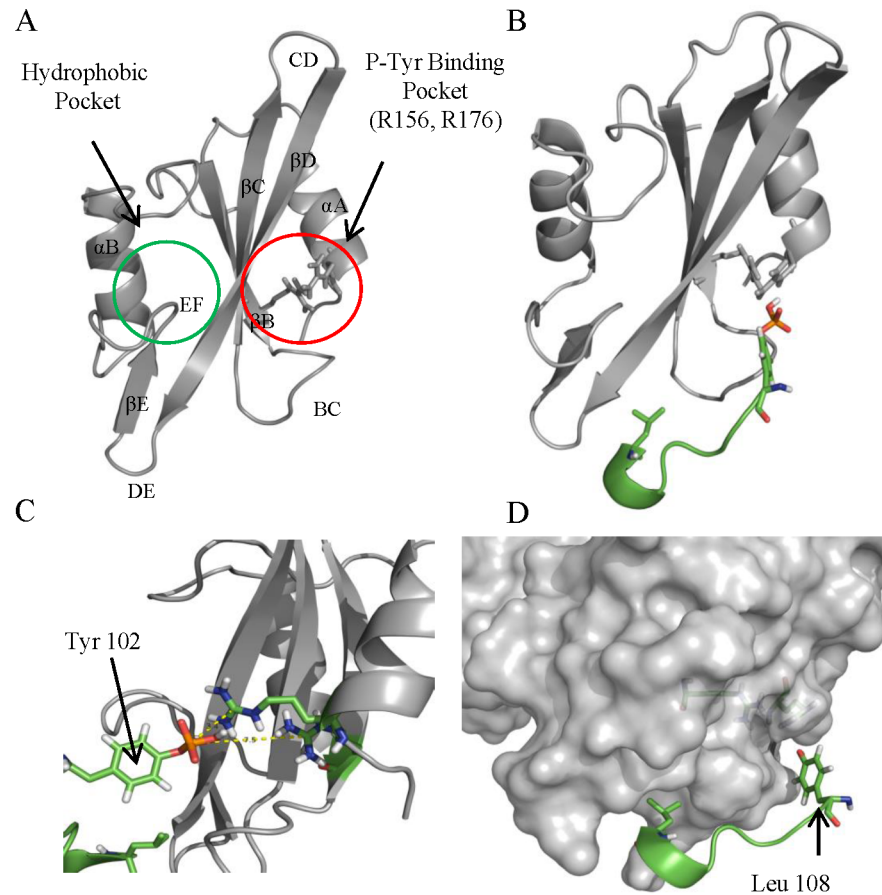 A
B
CD
Hydrophobic
Pocket
P-Tyr Binding
Pocket
(R156, R176)
βC
βD
αA
αB
EF
βB
βE
BC
DE
C
D
Tyr 102
Leu 108